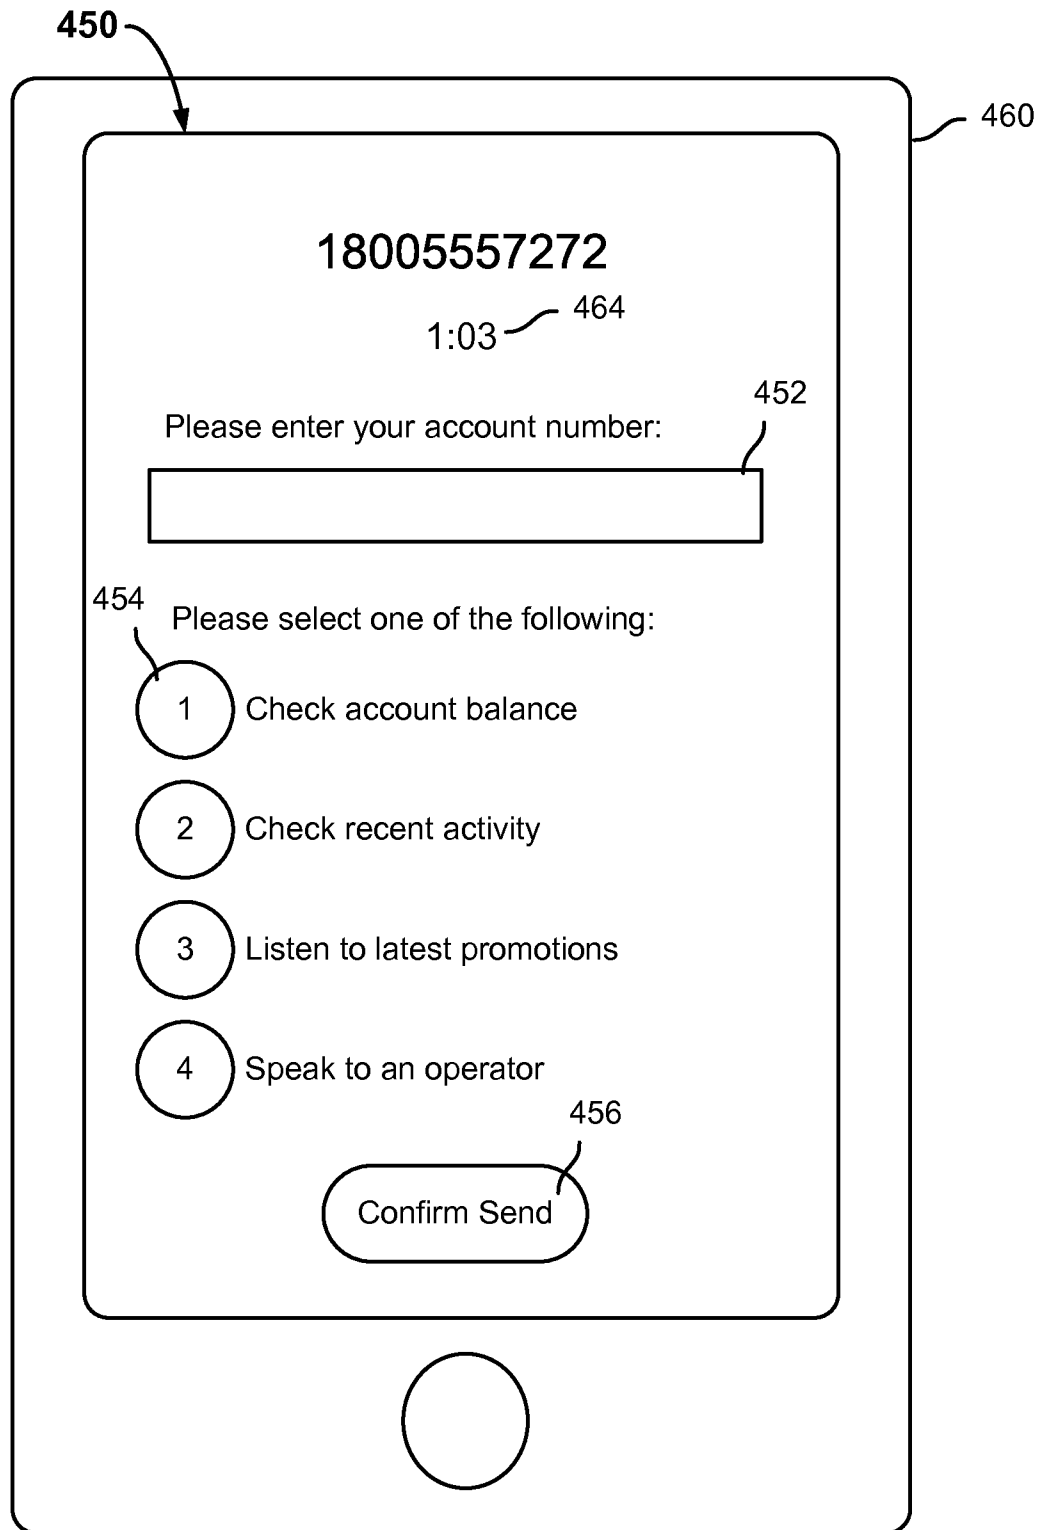 450
460
18005557272
464
1:03
452
Please enter your account number:
454
Please select one of the following:
1 Check account balance
2 Check recent activity
3 Listen to latest promotions
4 Speak to an operator
456
Confirm Send